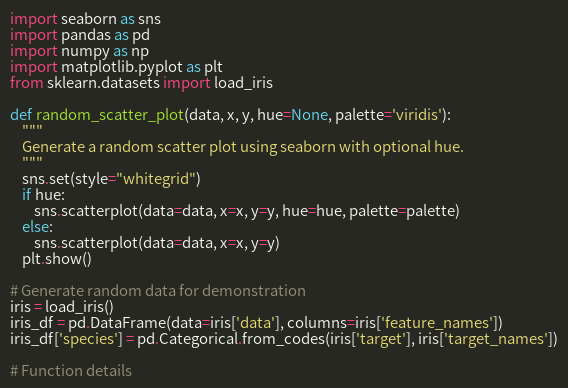 import seaborn as sns
import pandas as pd
import numpy as np
import matplotlib.pyplot as plt
from sklearn.datasets import load_iris

def random_scatter_plot(data, x, y, hue=None, palette='viridis'):
    """
    Generate a random scatter plot using seaborn with optional hue.
    """
    sns.set(style="whitegrid")
    if hue:
        sns.scatterplot(data=data, x=x, y=y, hue=hue, palette=palette)
    else:
        sns.scatterplot(data=data, x=x, y=y)
    plt.show()

# Generate random data for demonstration
iris = load_iris()
iris_df = pd.DataFrame(data=iris['data'], columns=iris['feature_names'])
iris_df['species'] = pd.Categorical.from_codes(iris['target'], iris['target_names'])

# Function details